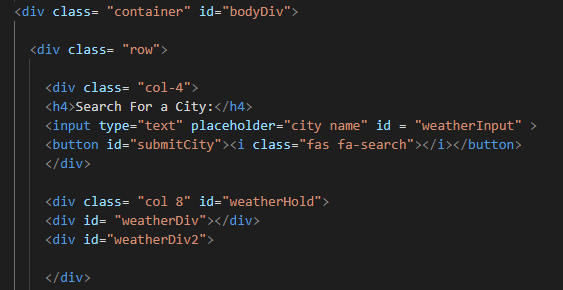 <div class= "container" id="bodyDiv">
<div class= "row">
<div class= "col-4">
<h4>Search For a City:</h4>
<input type="text" placeholder="city name" id = "weatherInput" >
<button id="submitCity"><i class="fas fa-search"></i></button>
</div>
<div class= "col 8" id="weatherHold">
<div id= "weatherDiv"></div>
<div id="weatherDiv2">
</div>